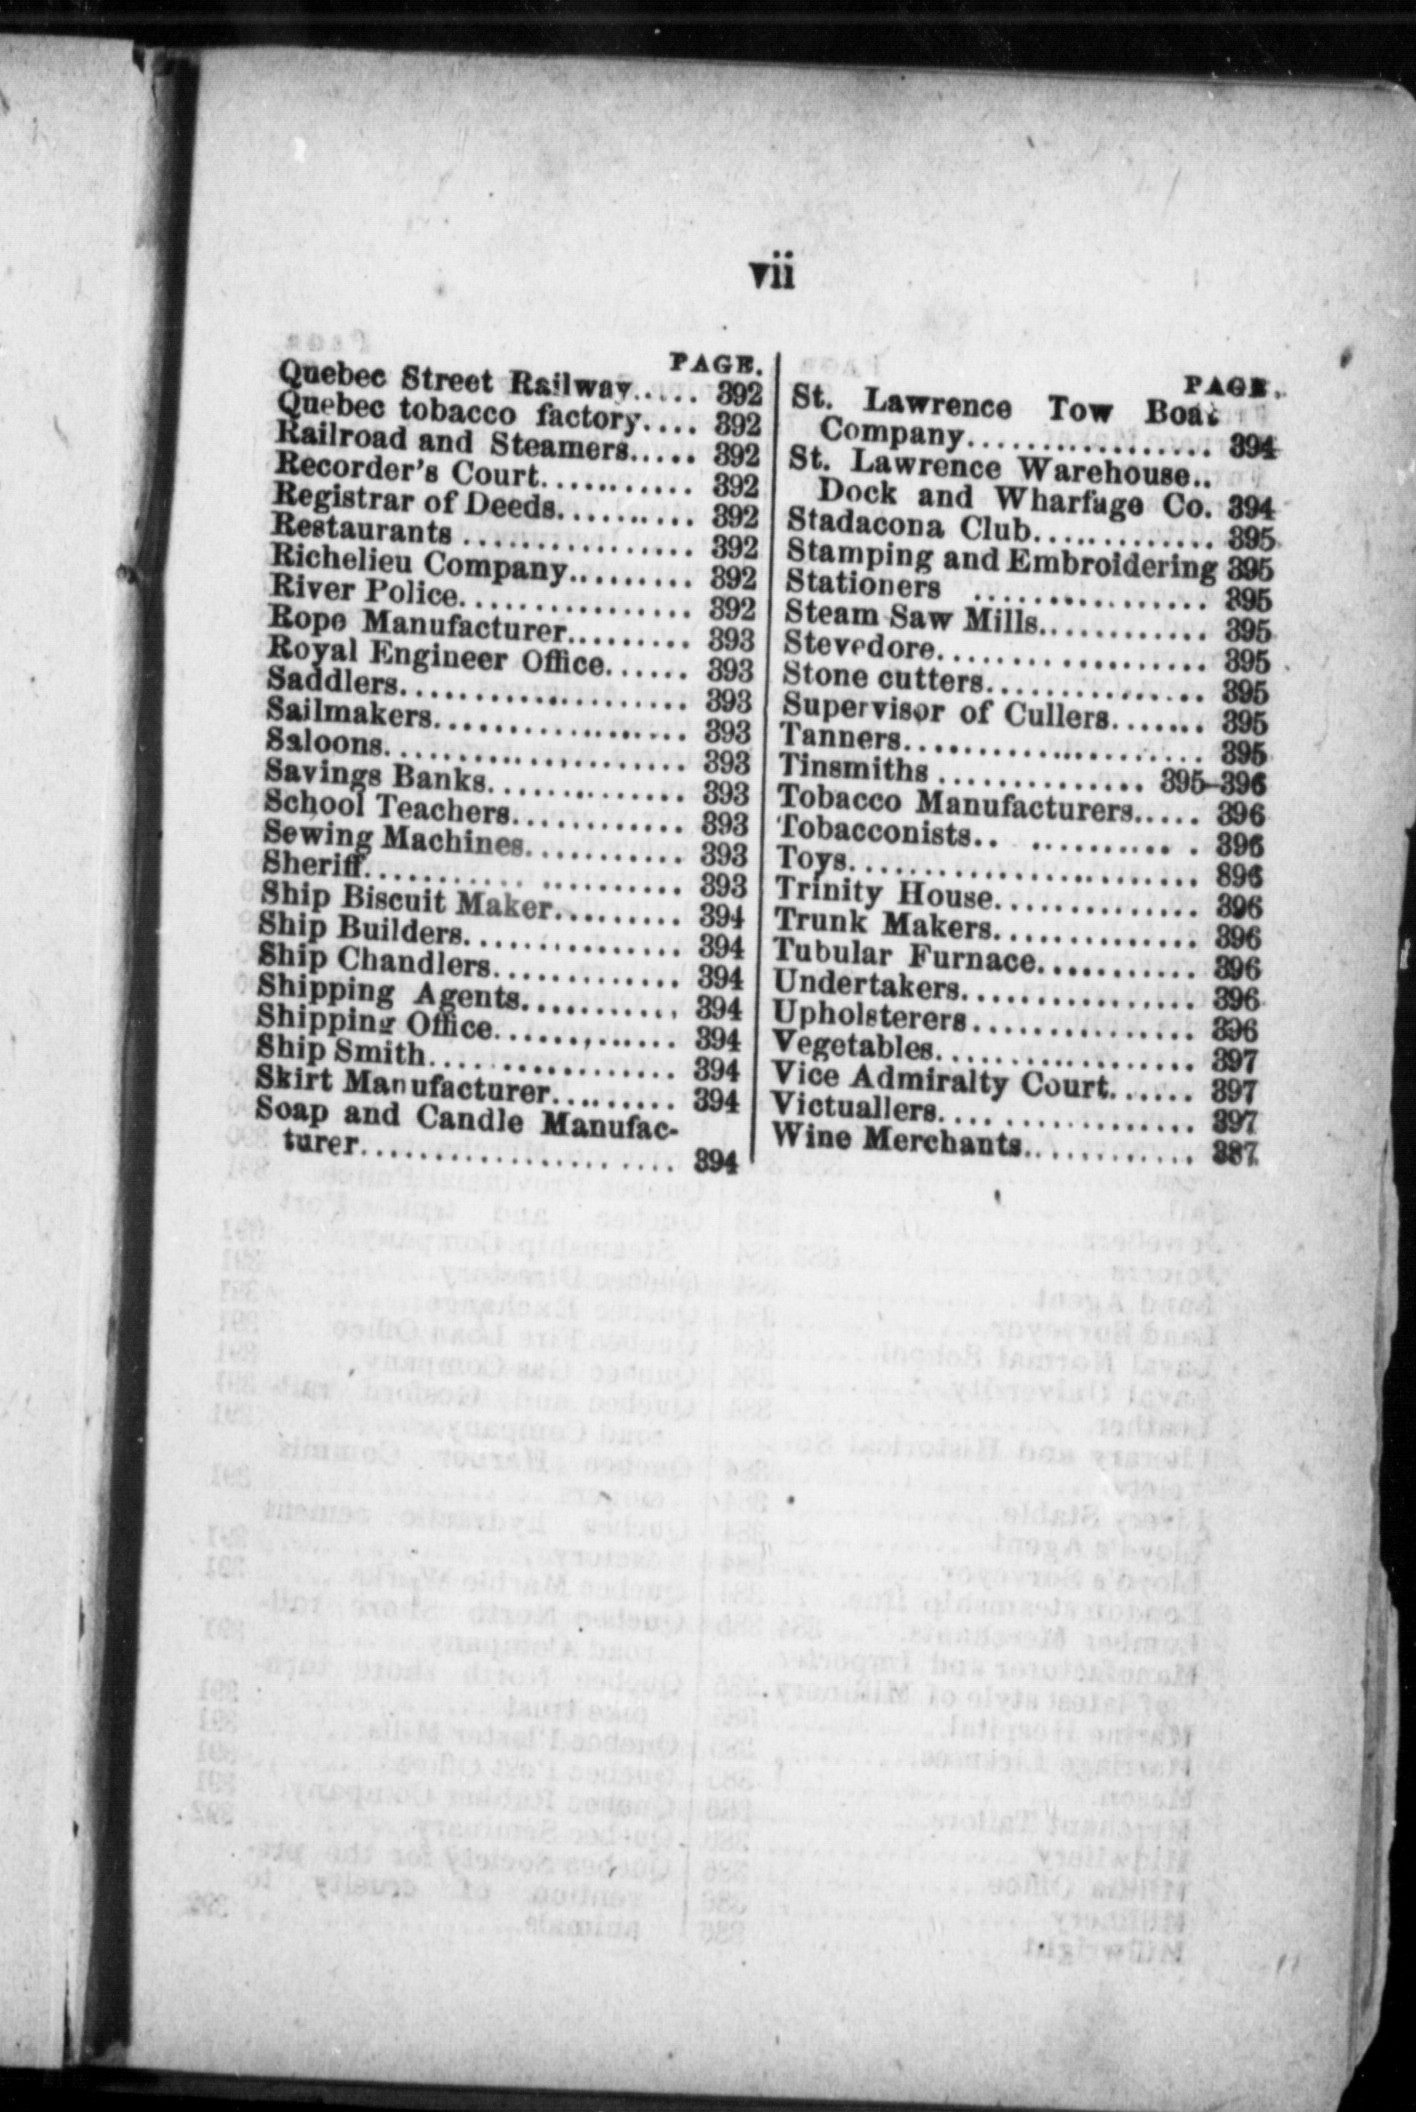 vii
PAGE.
Quebec Street Railway..... 392
Quebec tobacco factory.... 392
Railroad and Steamers..... 392
Recorder's Court........... 392
Registrar of Deeds.......... 392
Restaurants ................ 392
Richelieu Company......... 392
River Police................ 392
Rope Manufacturer......... 393
Royal Engineer Office...... 393
Saddlers.................... 393
Sailmakers................. 393
Saloons..................... 393
Savings Banks.............. 393
School Teachers............ 393
Sewing Machines........... 393
Sheriff........... .......... 393
Ship Biscuit Maker......... 394
Ship Builders............... 394
Ship Chandlers............. 394
Shipping Agents........... 394
Shipping Office............. 394
Ship Smith................. 394
Skirt Manufacturer......... 394
Soap and Candle Manufac-
turer...................... 394
PAGE.
St. Lawrence Tow Boat
Company................. 394
St. Lawrence Warehouse..
Dock and Wharfage Co. 394
Stadacona Club............. 395
Stamping and Embroidering 395
Stationers ................ 395
Steam Saw Mills............ 395
Stevedore................... 395
Stone cutters............... 395
Supervisor of Cullers....... 395
Tanners..................... 395
Tinsmiths .............. 395-396
Tobacco Manufacturers..... 396
Tobacconists.. ........... . 396
Toys........................ 896
Trinity House.............. 396
Trunk Makers.............. 396
Tubular Furnace........... 396
Undertakers................ 396
Upholsterers............... 396
Vegetables.................. 397
Vice Admiralty Court...... 397
Victuallers.... ............. 397
Wine Merchants............ 387